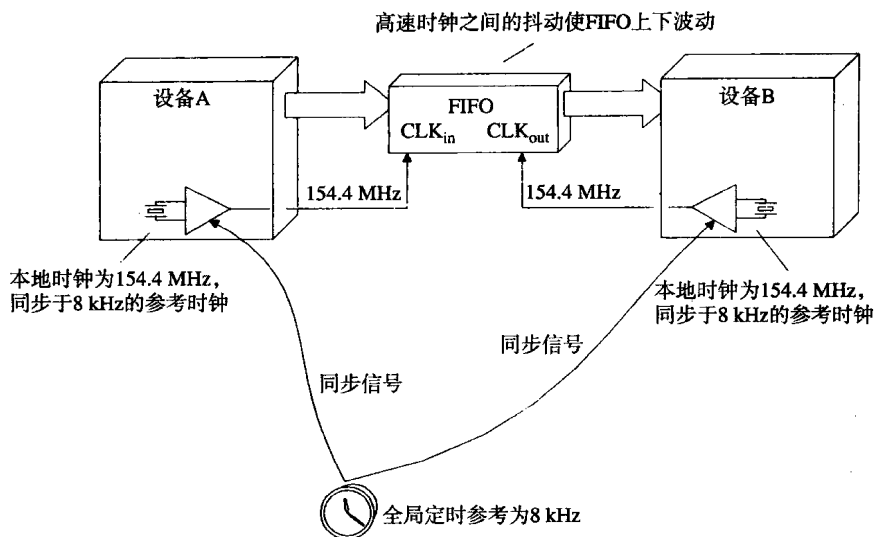 高速时钟之间的抖动使FIFO上下波动
设备A
FIFO
CLKin CLKout
设备B
154.4 MHz
154.4 MHz
本地时钟为154.4 MHz，
同步于8 kHz的参考时钟
本地时钟为154.4 MHz，
同步于8 kHz的参考时钟
同步信号
同步信号
全局定时参考为8 kHz